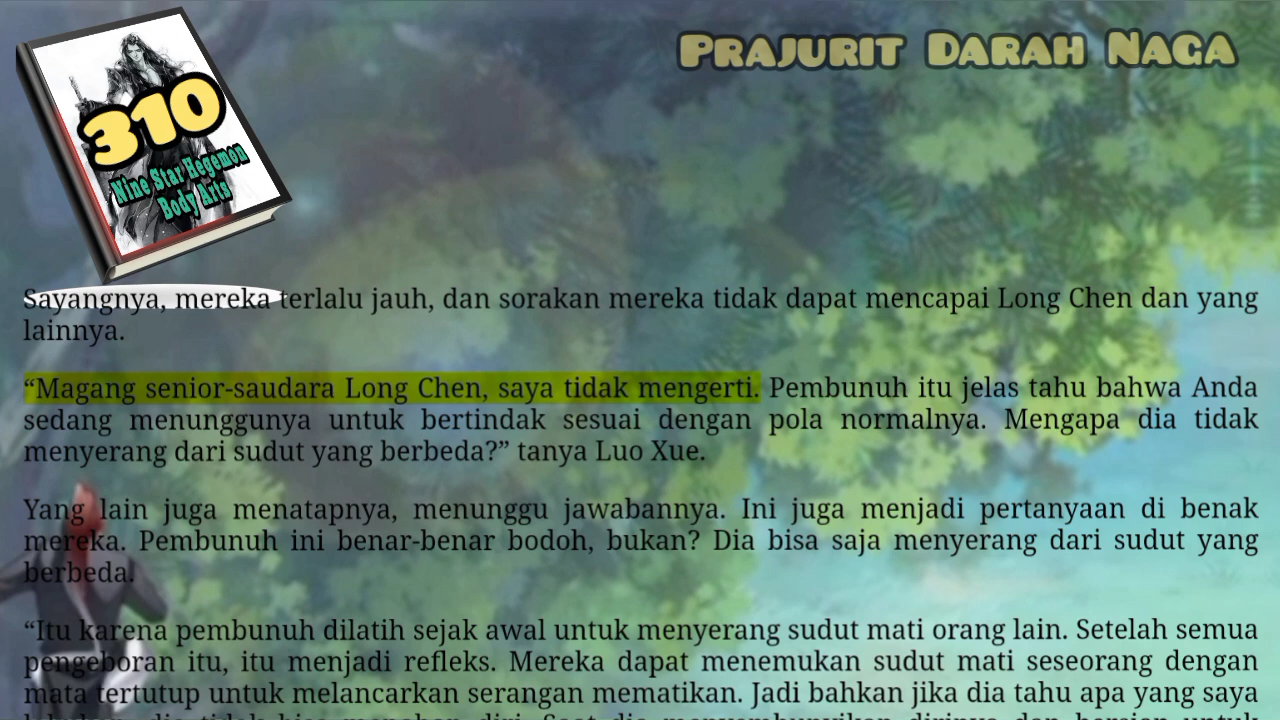 Prajurit Darah Naga
310
Nine Star Hegemon
Body Arts
Sayangnya, mereka terlalu jauh, dan sorakan mereka tidak dapat mencapai Long Chen dan yang
lainnya.
“Magang senior-saudara Long Chen, saya tidak mengerti. Pembunuh itu jelas tahu bahwa Anda
sedang menunggunya untuk bertindak sesuai dengan pola normalnya. Mengapa dia tidak
menyerang dari sudut yang berbeda?” tanya Luo Xue.
Yang lain juga menatapnya, menunggu jawabannya. Ini juga menjadi pertanyaan di benak
mereka. Pembunuh ini benar-benar bodoh, bukan? Dia bisa saja menyerang dari sudut yang
berbeda.
“Itu karena pembunuh dilatih sejak awal untuk menyerang sudut mati orang lain. Setelah semua
pengeboran itu, itu menjadi refleks. Mereka dapat menemukan sudut mati seseorang dengan
mata tertutup untuk melancarkan serangan mematikan. Jadi bahkan jika dia tahu apa yang saya